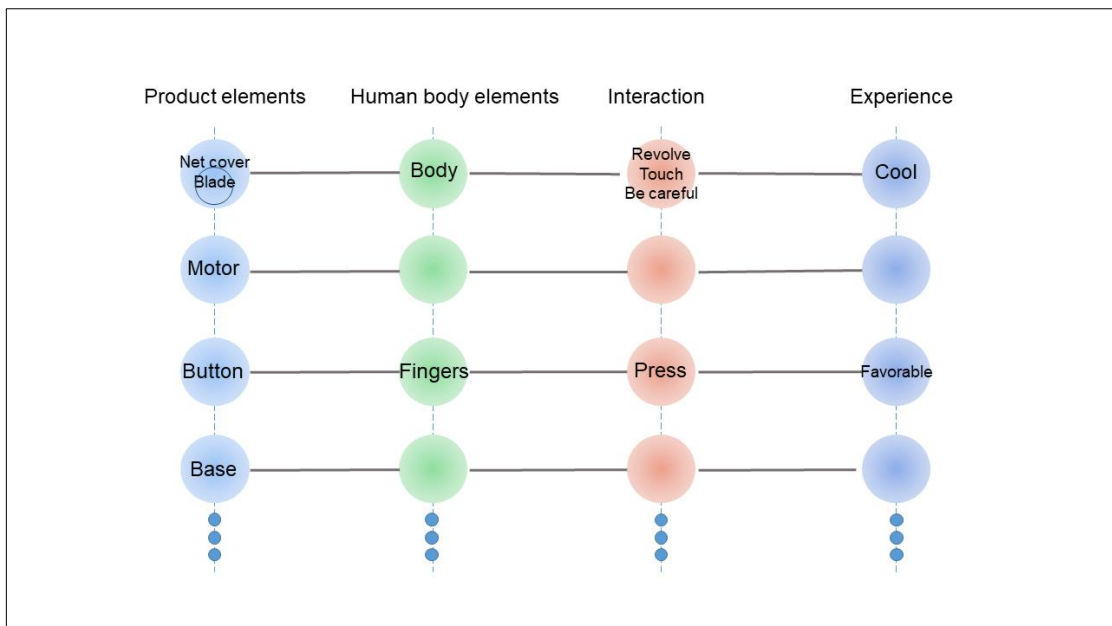 Product elements Human body elements Interaction Experience
Net cover
Blade
Body
Revolve
Touch
Be careful
Cool
Motor
Button Fingers Press Favorable
Base